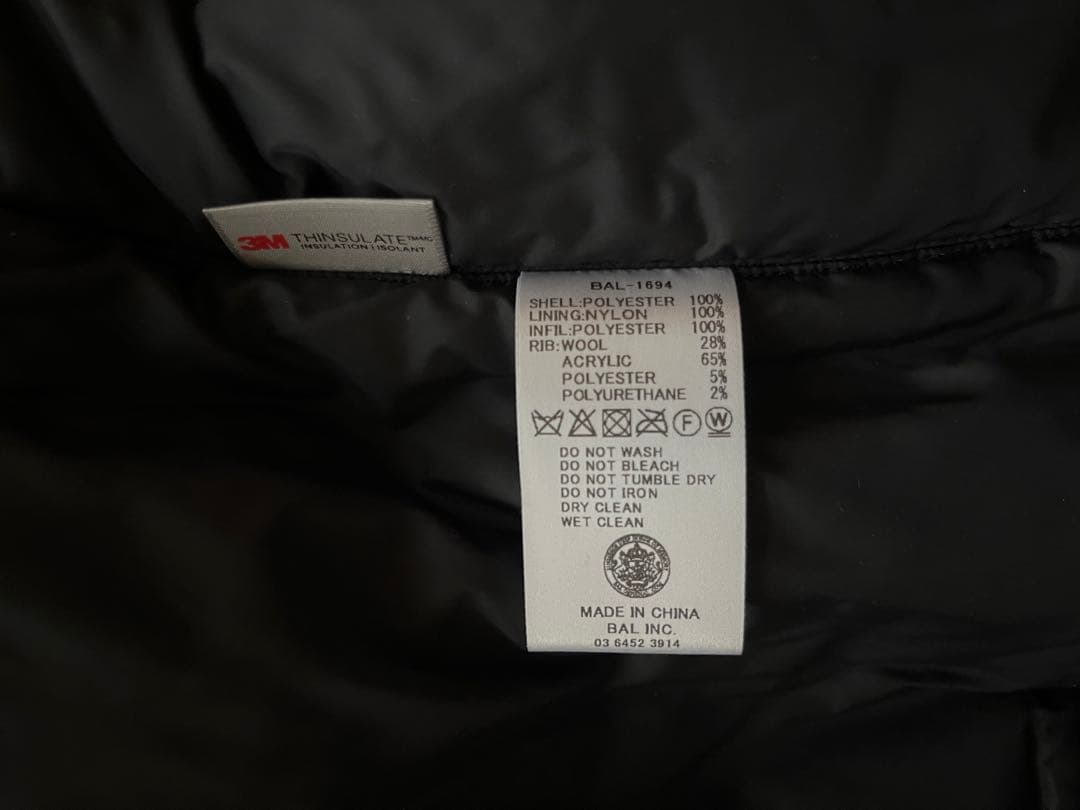 3M THINSULATE™MC
INSULATION | ISOLANT
BAL-1694
SHELL:POLYESTER 100%
LINING:NYLON 100%
INFIL:POLYESTER 100%
RIB:WOOL 28%
ACRYLIC 65%
POLYESTER 5%
POLYURETHANE 2%
F W
DO NOT WASH
DO NOT BLEACH
DO NOT TUMBLE DRY
DO NOT IRON
DRY CLEAN
WET CLEAN
MADE IN CHINA
BAL INC.
03 6452 3914